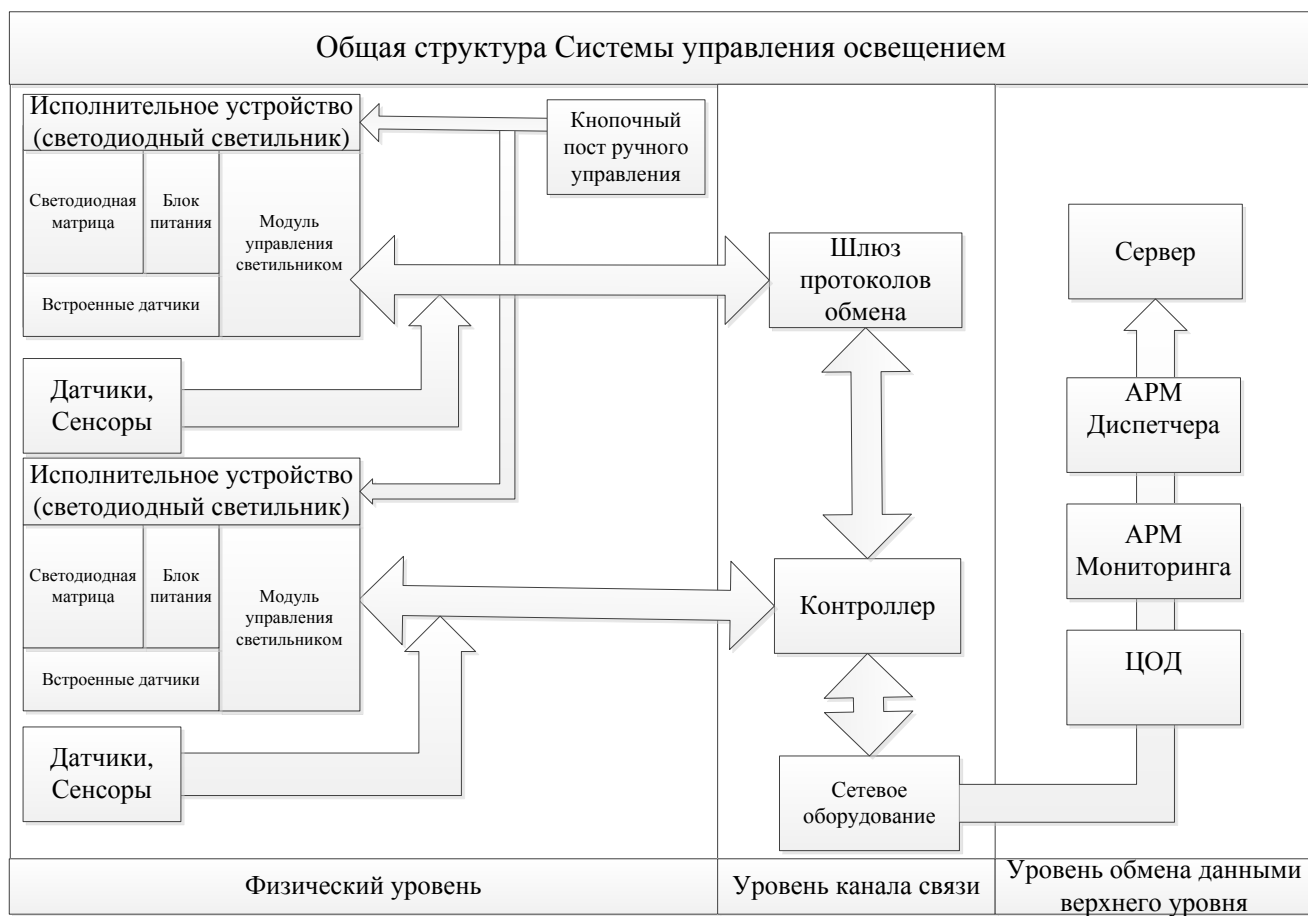 Общая структура Системы управления освещением
Исполнительное устройство
(светодиодный светильник)
Светодиодная
матрица
Блок
питания
Модуль
управления
светильником
Встроенные датчики
Кнопочный
пост ручного
управления
Датчики,
Сенсоры
Исполнительное устройство
(светодиодный светильник)
Светодиодная
матрица
Блок
питания
Модуль
управления
светильником
Встроенные датчики
Датчики,
Сенсоры
Шлюз
протоколов
обмена
Контроллер
Сетевое
оборудование
Сервер
АРМ
Диспетчера
АРМ
Мониторинга
ЦОД
Физический уровень
Уровень канала связи
Уровень обмена данными
верхнего уровня